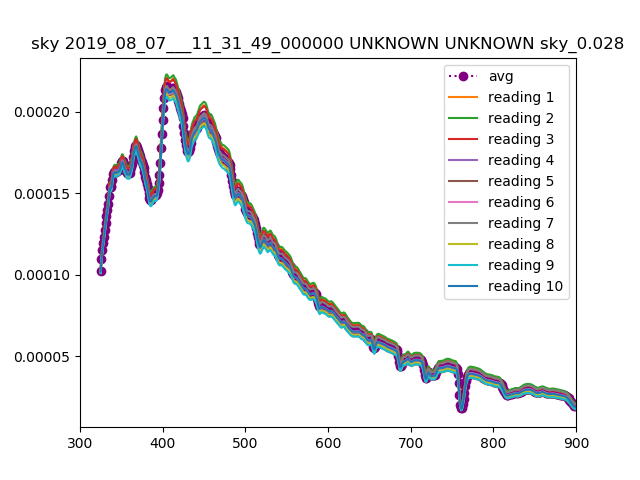 sky 2019_08_07___11_31_49_000000 UNKNOWN UNKNOWN sky_0.028
avg
reading 1
reading 2
reading 3
reading 4
reading 5
reading 6
reading 7
reading 8
reading 9
reading 10
0.00020
0.00015
0.00010
0.00005
300 400 500 600 700 800 900